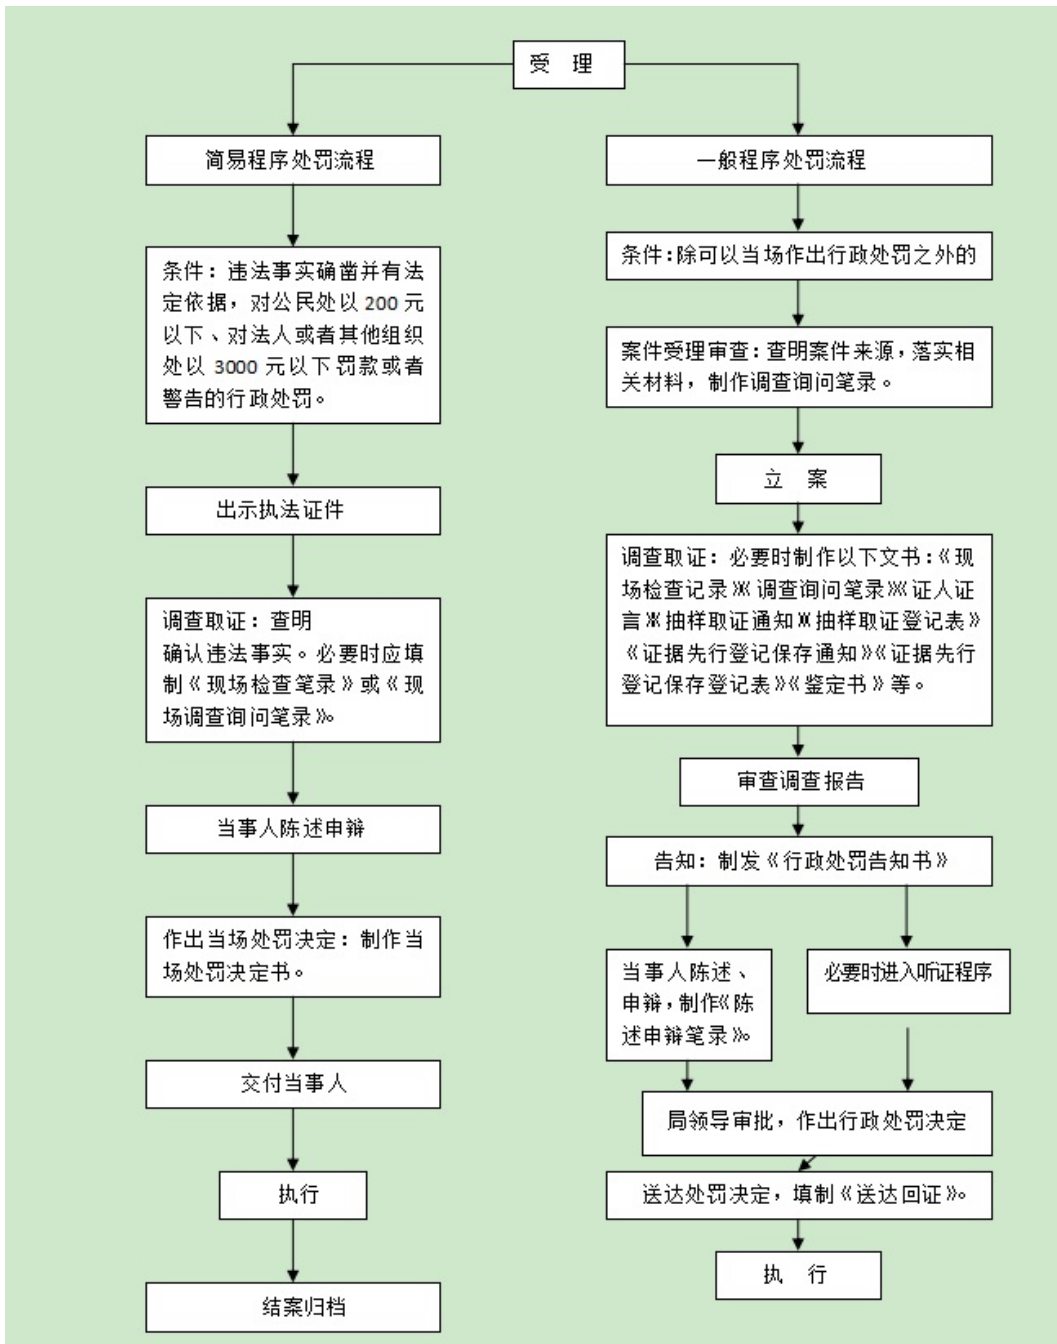 受 理
简易程序处罚流程
条件：违法事实确凿并有法
定依据，对公民处以 200 元
以下、对法人或者其他组织
处以 3000 元以下罚款或者
警告的行政处罚。
出示执法证件
调查取证：查明
确认违法事实。必要时应填
制《现场检查笔录》或《现
场调查询问笔录》。
当事人陈述申辩
作出当场处罚决定：制作当
场处罚决定书。
交付当事人
执行
结案归档
一般程序处罚流程
条件：除可以当场作出行政处罚之外的
案件受理审查：查明案件来源，落实相
关材料，制作调查询问笔录。
立 案
调查取证：必要时制作以下文书：《现
场检查记录》《调查询问笔录》《证人证
言》《抽样取证通知》《抽样取证登记表》
《证据先行登记保存通知》《证据先行
登记保存登记表》《鉴定书》等。
审查调查报告
告知：制发《行政处罚告知书》
当事人陈述、
申辩，制作《陈
述申辩笔录》。
必要时进入听证程序
局领导审批，作出行政处罚决定
送达处罚决定，填制《送达回证》。
执 行